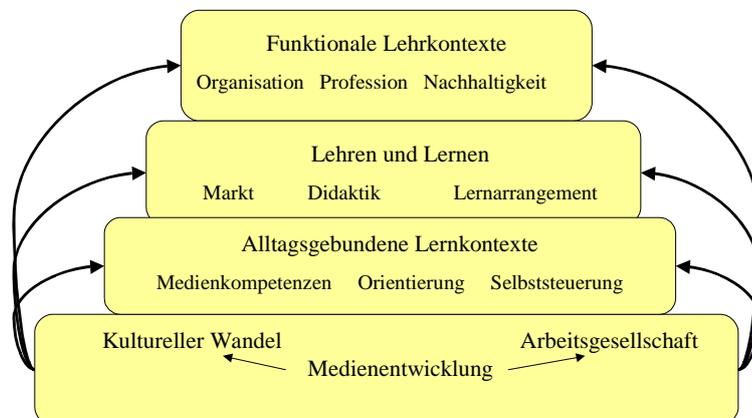 Funktionale Lehrkontexte
Organisation Profession Nachhaltigkeit
Lehren und Lernen
Markt Didaktik Lernarrangement
Alltagsgebundene Lernkontexte
Medienkompetenzen Orientierung Selbststeuerung
Kultureller Wandel Arbeitsgesellschaft
Medienentwicklung